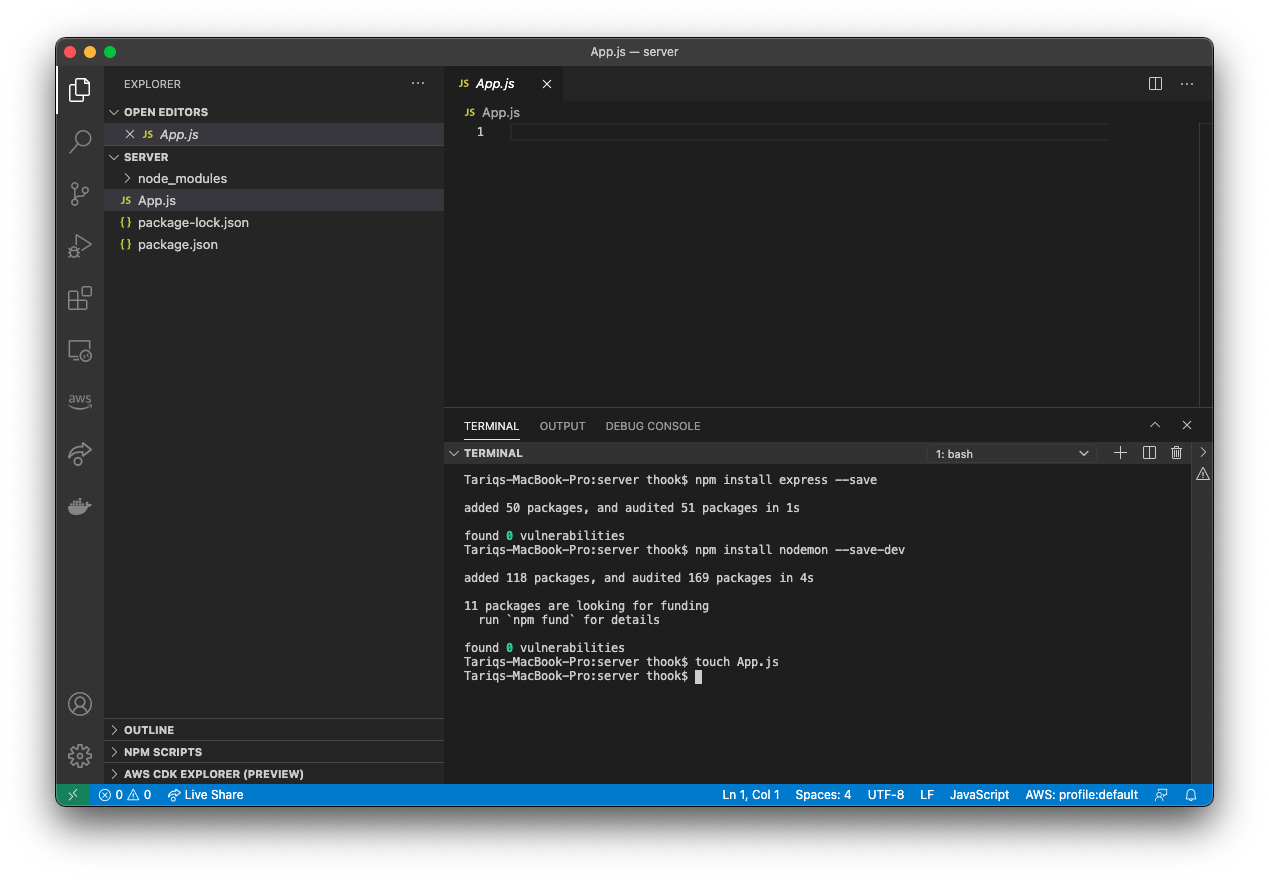 App.js — server
EXPLORER
OPEN EDITORS
JS App.js
SERVER
node_modules
JS App.js
{} package-lock.json
{} package.json
OUTLINE
NPM SCRIPTS
AWS CDK EXPLORER (PREVIEW)
aws
JS App.js
JS App.js
1
TERMINAL OUTPUT DEBUG CONSOLE
TERMINAL 1: bash
Tariqs-MacBook-Pro:server thook$ npm install express --save
added 50 packages, and audited 51 packages in 1s
found 0 vulnerabilities
Tariqs-MacBook-Pro:server thook$ npm install nodemon --save-dev
added 118 packages, and audited 169 packages in 4s
11 packages are looking for funding
run `npm fund` for details
found 0 vulnerabilities
Tariqs-MacBook-Pro:server thook$ touch App.js
Tariqs-MacBook-Pro:server thook$
0 0 Live Share Ln 1, Col 1 Spaces: 4 UTF-8 LF JavaScript AWS: profile:default